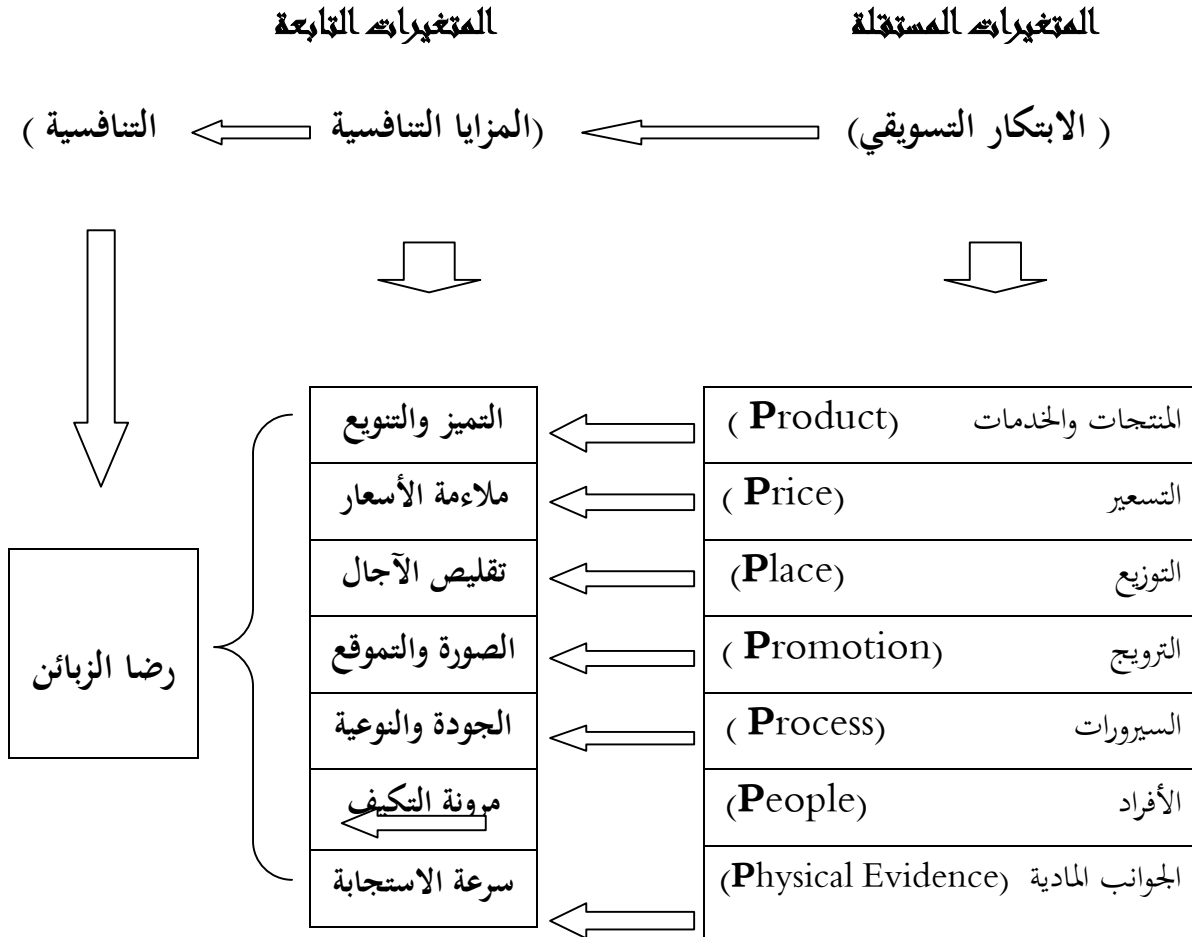 المتغيرات المستقلة المتغيرات التابعة
( الابتكار التسويقي) (المزايا التنافسية التنافسية )
المنتجات والخدمات (Product ) التميز والتنويع
التسعير (Price ) ملاءمة الأسعار
التوزيع (Place) تقليص الآجال
الترويج (Promotion ) الصورة والتموقع
السيرورات (Process ) الجودة والنوعية
الأفراد (People) مرونة التكيف
الجوانب المادية (Physical Evidence) سرعة الاستجابة
رضا الزبائن